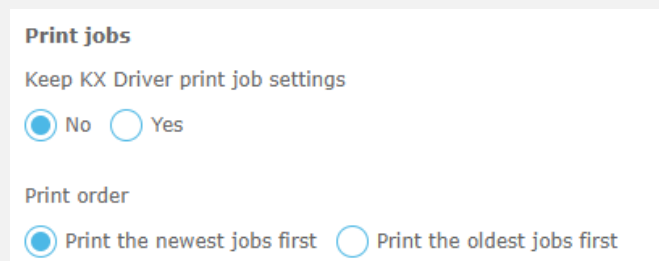 Print jobs
Keep KX Driver print job settings
No Yes
Print order
Print the newest jobs first Print the oldest jobs first